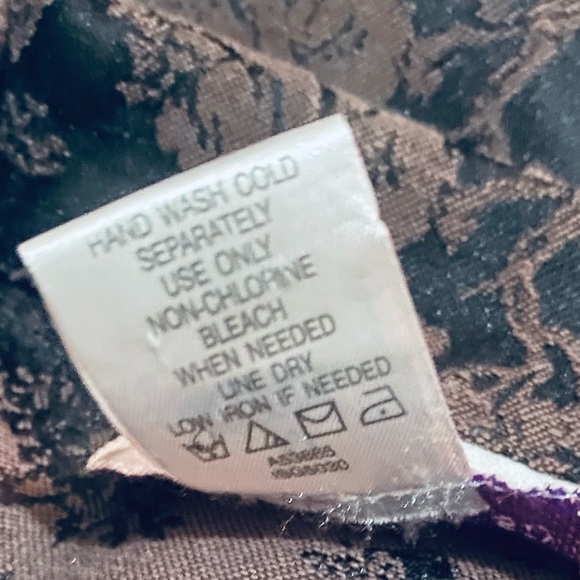 HAND WASH COLD
SEPARATELY
USE ONLY
NON-CHLORINE
BLEACH
WHEN NEEDED
LINE DRY
LOW IRON IF NEEDED